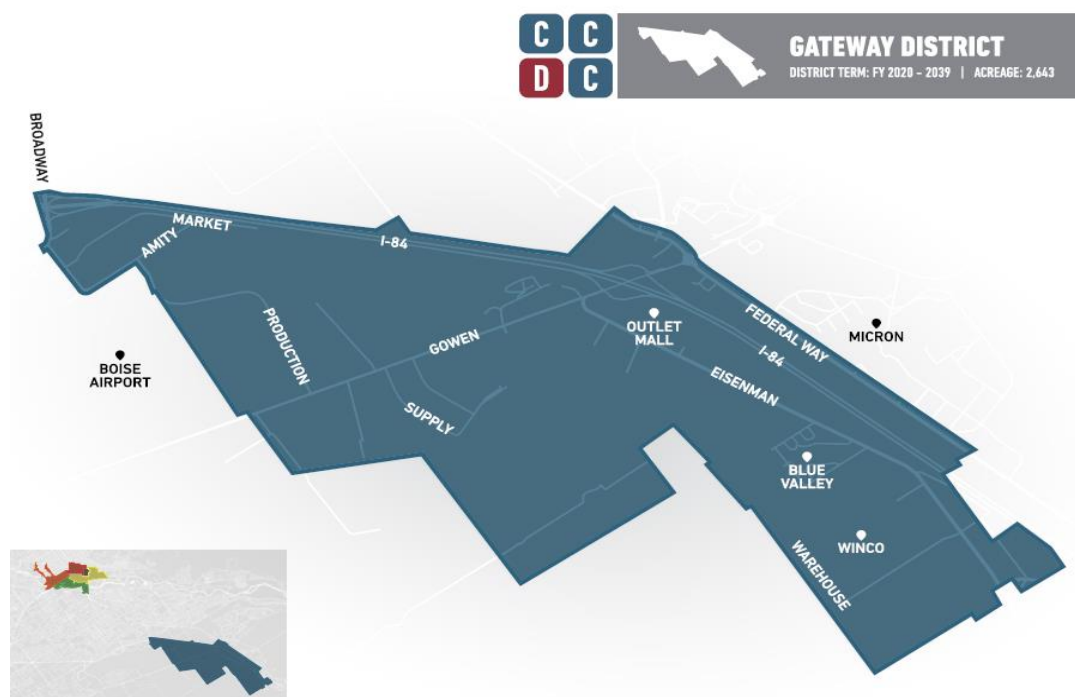 C C
D C
GATEWAY DISTRICT
DISTRICT TERM: FY 2020 - 2039 | ACREAGE: 2,643
BROADWAY
MARKET
AMITY
I-84
PRODUCTION
GOWEN
SUPPLY
OUTLET
MALL
FEDERAL WAY
I-84
MICRON
EISENMAN
BOISE
AIRPORT
BLUE
VALLEY
WINCO
WAREHOUSE